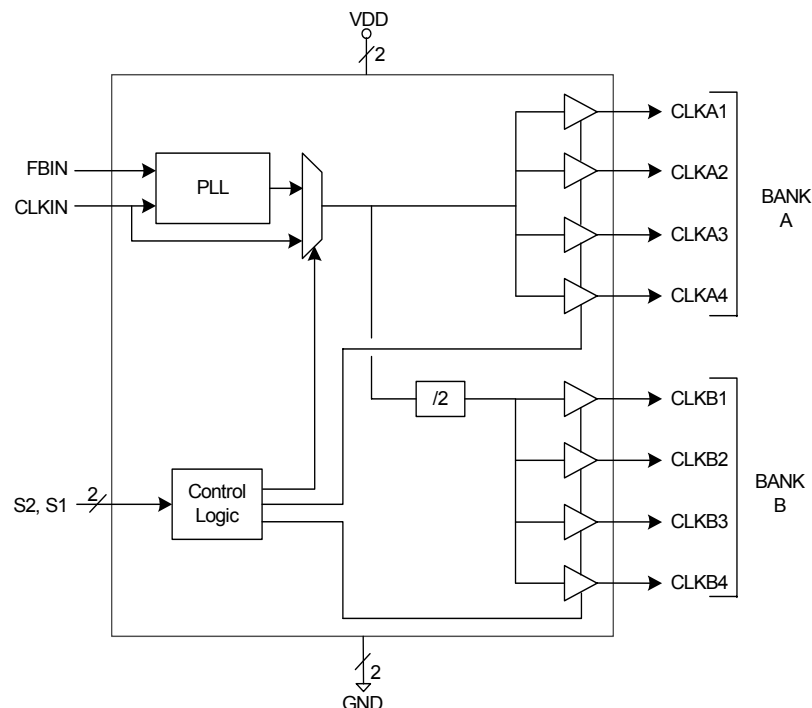 VDD
2
FBIN
PLL
CLKIN
CLKA1
CLKA2
CLKA3
CLKA4
BANK
A
/2
CLKB1
CLKB2
CLKB3
CLKB4
BANK
B
S2, S1
2
Control
Logic
2
GND